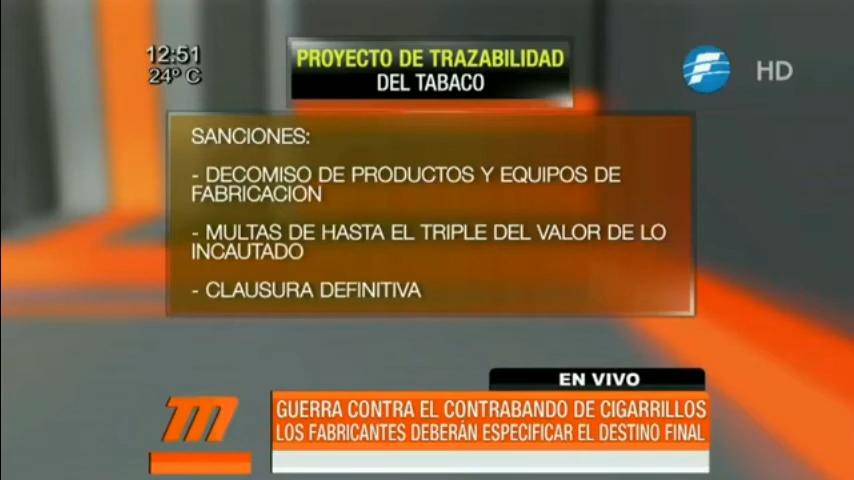 12:51
24º C
PROYECTO DE TRAZABILIDAD
DEL TABACO
HD
SANCIONES:
- DECOMISO DE PRODUCTOS Y EQUIPOS DE
FABRICACION
- MULTAS DE HASTA EL TRIPLE DEL VALOR DE LO
INCAUTADO
- CLAUSURA DEFINITIVA
EN VIVO
m
GUERRA CONTRA EL CONTRABANDO DE CIGARRILLOS
LOS FABRICANTES DEBERÁN ESPECIFICAR EL DESTINO FINAL